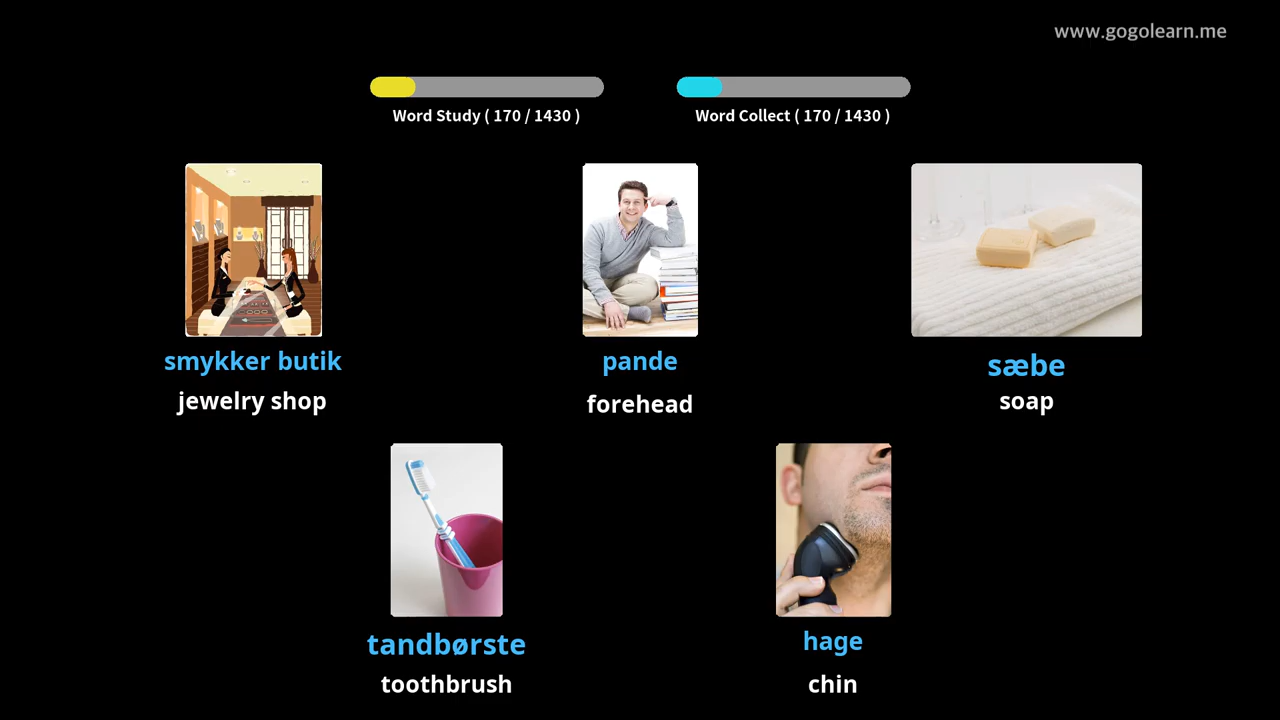 www.gogolearn.me
Word Study ( 170 / 1430 )
Word Collect ( 170 / 1430 )
smykker butik
jewelry shop
pande
forehead
sæbe
soap
tandbørste
toothbrush
hage
chin